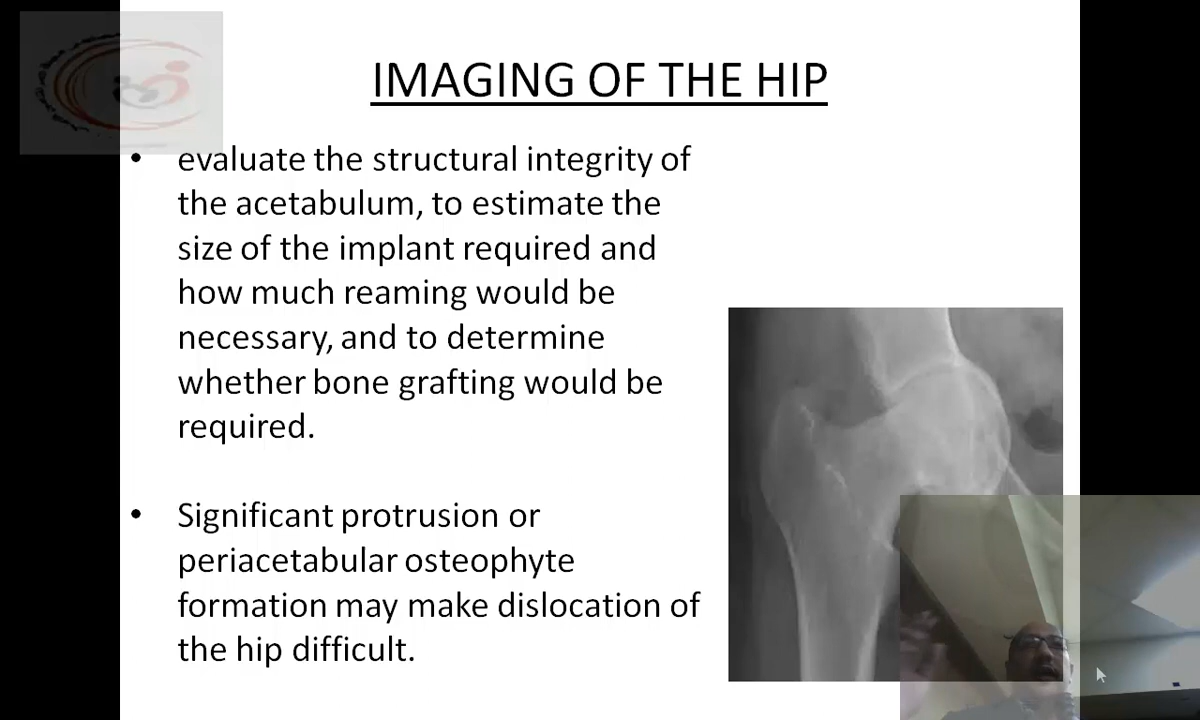 IMAGING OF THE HIP
• evaluate the structural integrity of
the acetabulum, to estimate the
size of the implant required and
how much reaming would be
necessary, and to determine
whether bone grafting would be
required.
• Significant protrusion or
periacetabular osteophyte
formation may make dislocation of
the hip difficult.